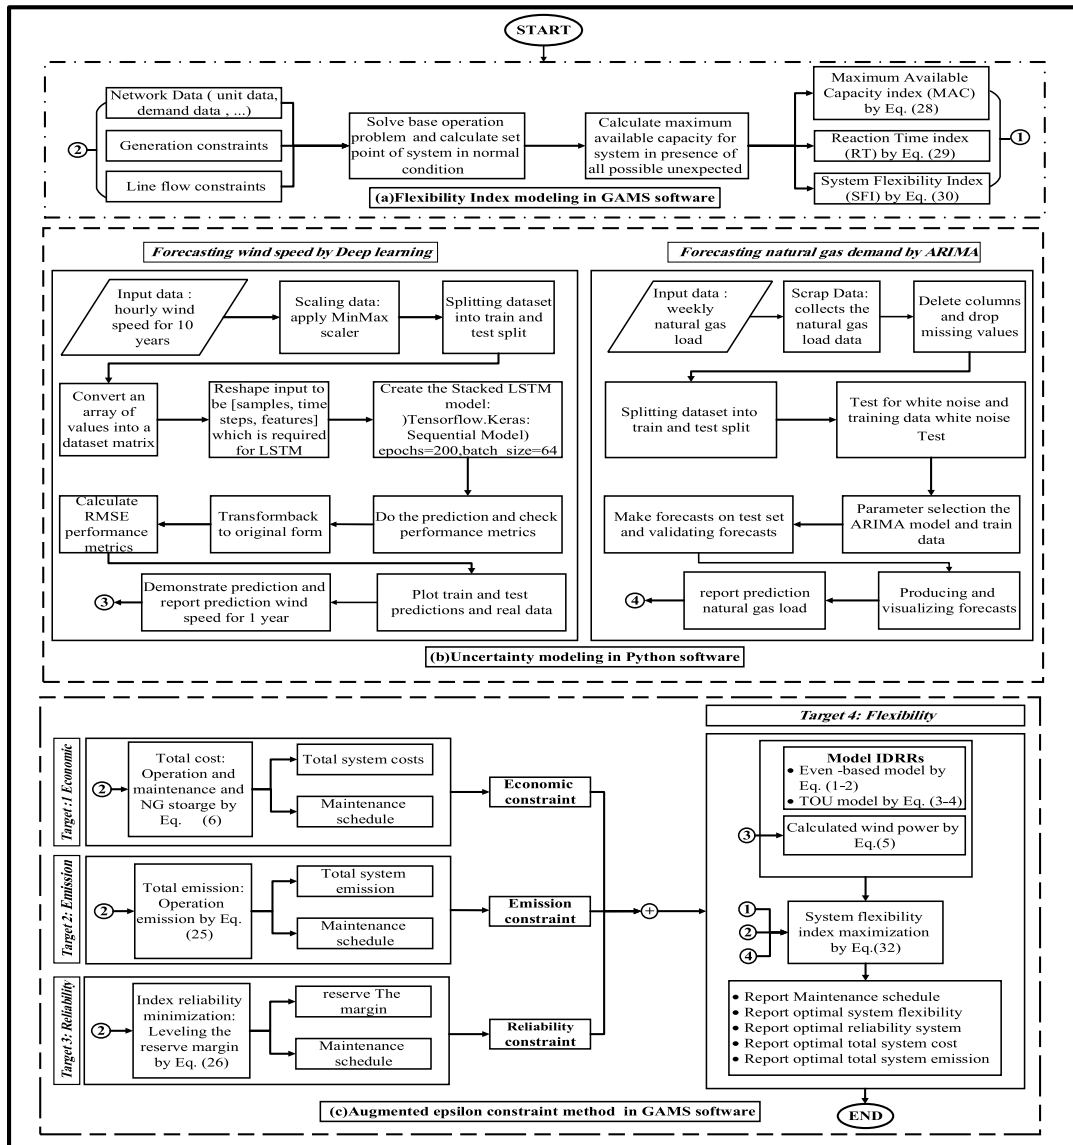 START
Network Data ( unit data,
demand data , ...)
Generation constraints
Line flow constraints
2
Solve base operation
problem and calculate set
point of system in normal
condition
Calculate maximum
available capacity for
system in presence of
all possible unexpected
Maximum Available
Capacity index (MAC)
by Eq. (28)
Reaction Time index
(RT) by Eq. (29)
System Flexibility Index
(SFI) by Eq. (30)
1
(a)Flexibility Index modeling in GAMS software
Forecasting wind speed by Deep learning
Input data :
hourly wind
speed for 10
years
Scaling data:
apply MinMax
scaler
Splitting dataset
into train and
test split
Convert an
array of
values into a
dataset matrix
Reshape input to
be [samples, time
steps, features]
which is required
for LSTM
Create the Stacked LSTM
model:
)Tensorflow.Keras:
Sequential Model)
epochs=200,batch_size=64
Calculate
RMSE
performance
metrics
Transformback
to original form
Do the prediction and check
performance metrics
3
Demonstrate prediction and
report prediction wind
speed for 1 year
Plot train and test
predictions and real data
Forecasting natural gas demand by ARIMA
Input data :
weekly
natural gas
load
Scrap Data:
collects the
natural gas
load data
Delete columns
and drop
missing values
Splitting dataset into
train and test split
Test for white noise and
training data white noise
Test
Make forecasts on test set
and validating forecasts
Parameter selection the
ARIMA model and train
data
4
report prediction
natural gas load
Producing and
visualizing forecasts
(b)Uncertainty modeling in Python software
Target :1 Economic
2
Total cost:
Operation and
maintenance and
NG stoarge by
Eq. (6)
Total system costs
Maintenance schedule
Economic
constraint
Target 2: Emission
2
Total emission:
Operation
emission by Eq.
(25)
Total system
emission
Maintenance schedule
Emission
constraint
Target 3: Reliability
2
Index reliability
minimization:
Leveling the
reserve margin
by Eq. (26)
reserve The
margin
Maintenance
schedule
Reliability
constraint
+
Target 4: Flexibility
Model IDRRs
• Even -based model by
Eq. (1-2)
• TOU model by Eq. (3-4)
3
Calculated wind power by
Eq.(5)
1
2
4
System flexibility
index maximization
by Eq.(32)
• Report Maintenance schedule
• Report optimal system flexibility
• Report optimal reliability system
• Report optimal total system cost
• Report optimal total system emission
END
(c)Augmented epsilon constraint method in GAMS software